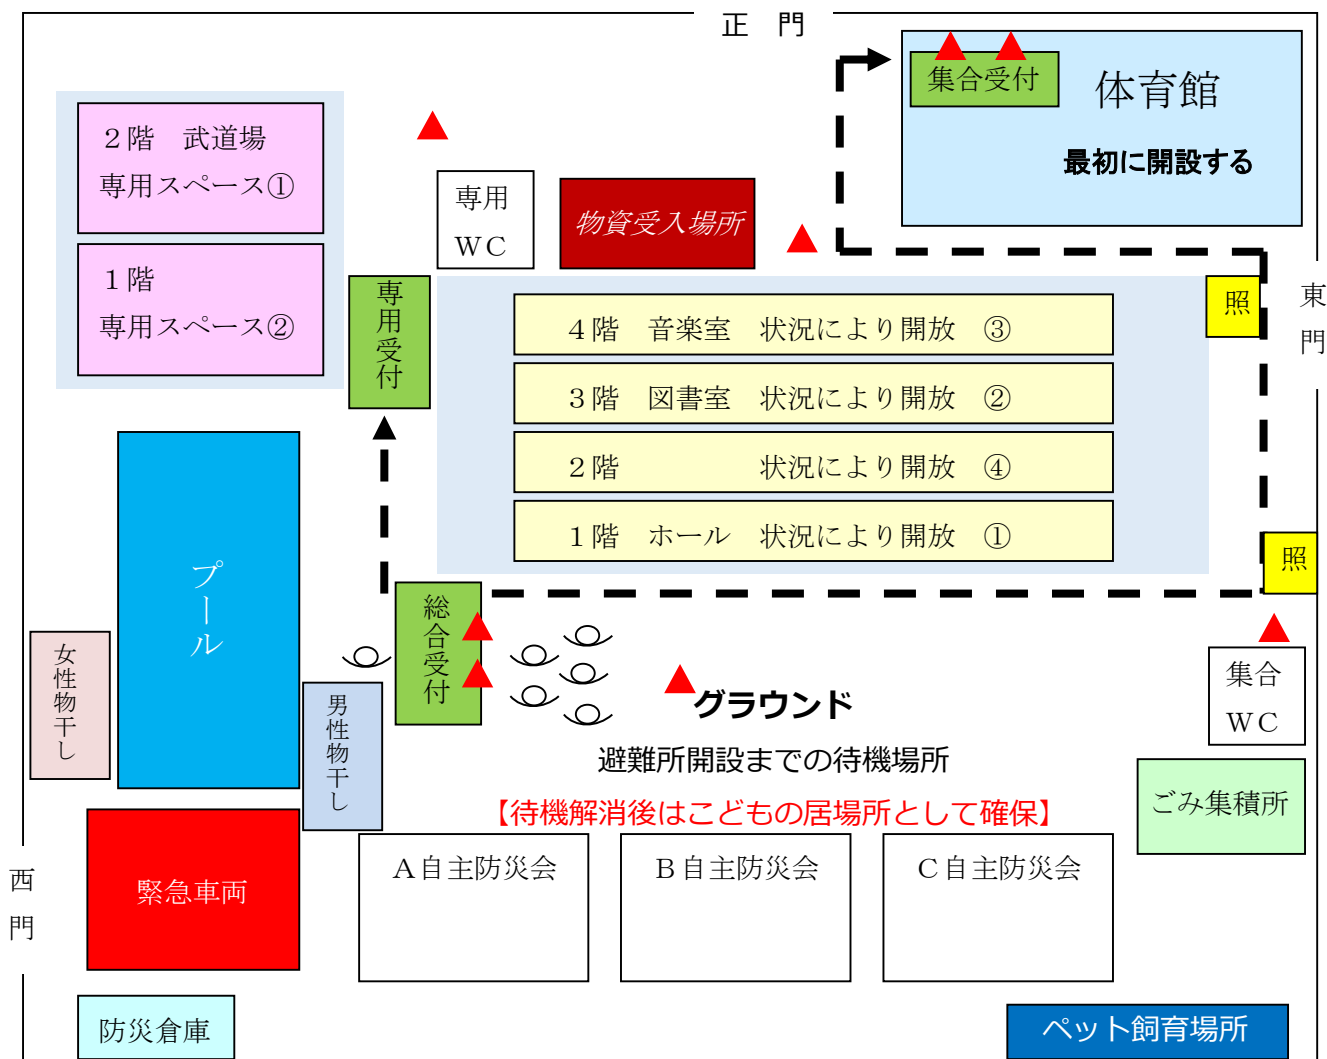 正　門
集合受付
体育館
最初に開設する
２階　武道場
専用スペース①
１階
専用スペース②
専用
ＷＣ
物資受入場所
専用受付
照
東門
４階　音楽室　状況により開放　③
３階　図書室　状況により開放　②
２階　　　　　状況により開放　④
１階　ホール　状況により開放　①
照
プール
総合受付
女性物干し
男性物干し
集合
ＷＣ
グラウンド
避難所開設までの待機場所
【待機解消後はこどもの居場所として確保】
ごみ集積所
西門
緊急車両
Ａ自主防災会
Ｂ自主防災会
Ｃ自主防災会
防災倉庫
ペット飼育場所